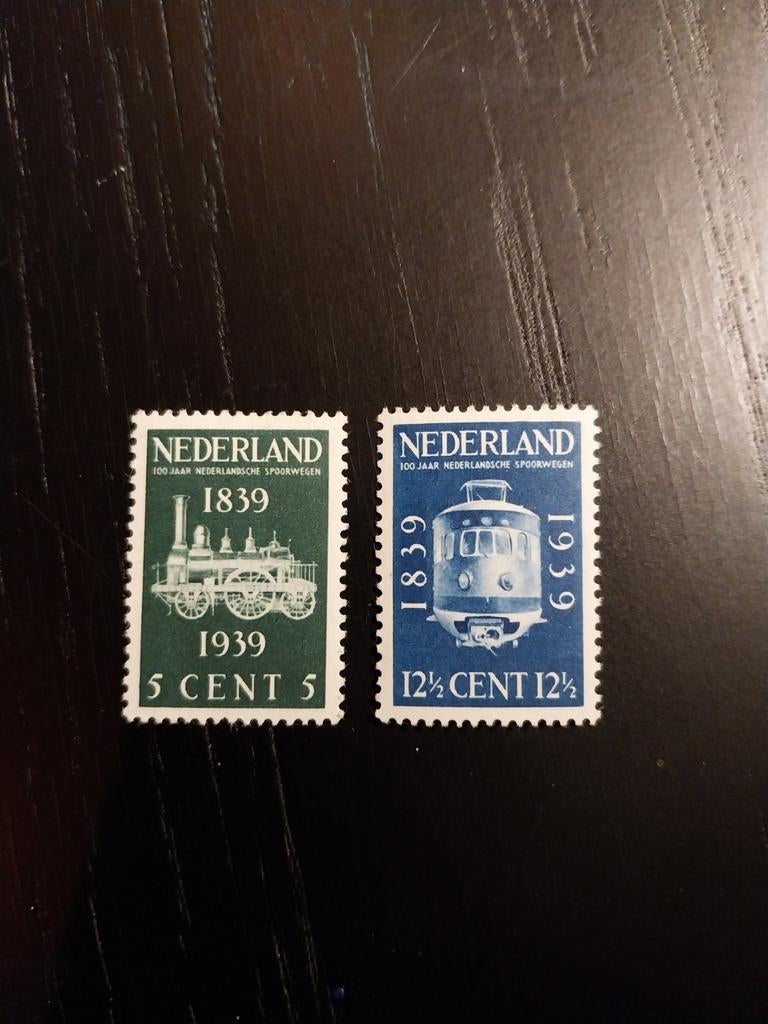 NEDERLAND
100 JAAR NEDERLANDSCHE SPOORWEGEN
1839
1939
5 CENT 5
NEDERLAND
100 JAAR NEDERLANDSCHE SPOORWEGEN
1839
1939
12½ CENT 12½